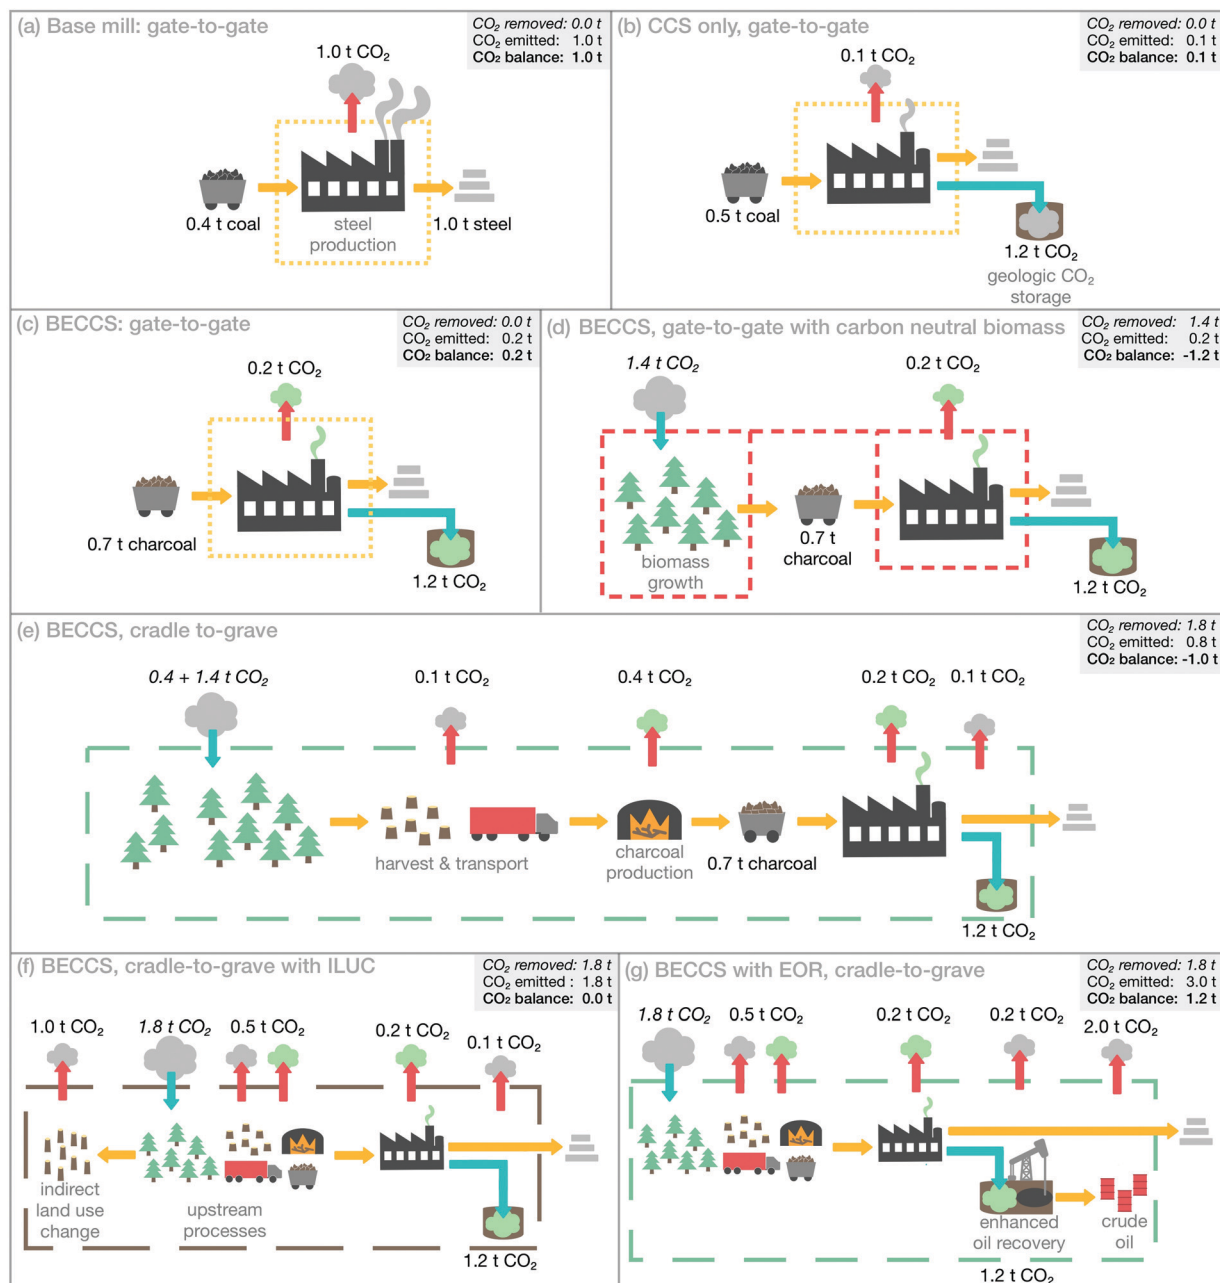 (a) Base mill: gate-to-gate
CO₂ removed: 0.0 t
CO₂ emitted: 1.0 t
CO₂ balance: 1.0 t
1.0 t CO₂
0.4 t coal
steel
production
1.0 t steel
(b) CCS only, gate-to-gate
CO₂ removed: 0.0 t
CO₂ emitted: 0.1 t
CO₂ balance: 0.1 t
0.1 t CO₂
0.5 t coal
1.2 t CO₂
geologic CO₂
storage
(c) BECCS: gate-to-gate
CO₂ removed: 0.0 t
CO₂ emitted: 0.2 t
CO₂ balance: 0.2 t
0.2 t CO₂
0.7 t charcoal
1.2 t CO₂
(d) BECCS, gate-to-gate with carbon neutral biomass
CO₂ removed: 1.4 t
CO₂ emitted: 0.2 t
CO₂ balance: -1.2 t
1.4 t CO₂
0.2 t CO₂
biomass
growth
0.7 t
charcoal
1.2 t CO₂
(e) BECCS, cradle to-grave
CO₂ removed: 1.8 t
CO₂ emitted: 0.8 t
CO₂ balance: -1.0 t
0.4 + 1.4 t CO₂
0.1 t CO₂
0.4 t CO₂
0.2 t CO₂
0.1 t CO₂
harvest & transport
charcoal
production
0.7 t charcoal
1.2 t CO₂
(f) BECCS, cradle-to-grave with ILUC
CO₂ removed: 1.8 t
CO₂ emitted : 1.8 t
CO₂ balance: 0.0 t
1.0 t CO₂
1.8 t CO₂
0.5 t CO₂
0.2 t CO₂
0.1 t CO₂
indirect
land use
change
upstream
processes
1.2 t CO₂
(g) BECCS with EOR, cradle-to-grave
CO₂ removed: 1.8 t
CO₂ emitted: 3.0 t
CO₂ balance: 1.2 t
1.8 t CO₂
0.5 t CO₂
0.2 t CO₂
0.2 t CO₂
2.0 t CO₂
enhanced
oil recovery
crude
oil
1.2 t CO₂